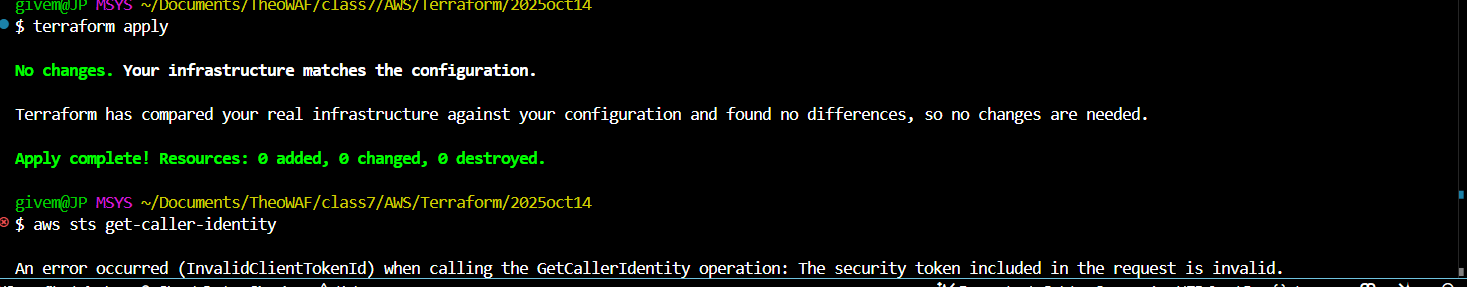 givem@JP MSYS ~/Documents/TheoWAF/class7/AWS/Terraform/2025oct14
$ terraform apply
No changes. Your infrastructure matches the configuration.
Terraform has compared your real infrastructure against your configuration and found no differences, so no changes are needed.
Apply complete! Resources: 0 added, 0 changed, 0 destroyed.
givem@JP MSYS ~/Documents/TheoWAF/class7/AWS/Terraform/2025oct14
$ aws sts get-caller-identity
An error occurred (InvalidClientTokenId) when calling the GetCallerIdentity operation: The security token included in the request is invalid.